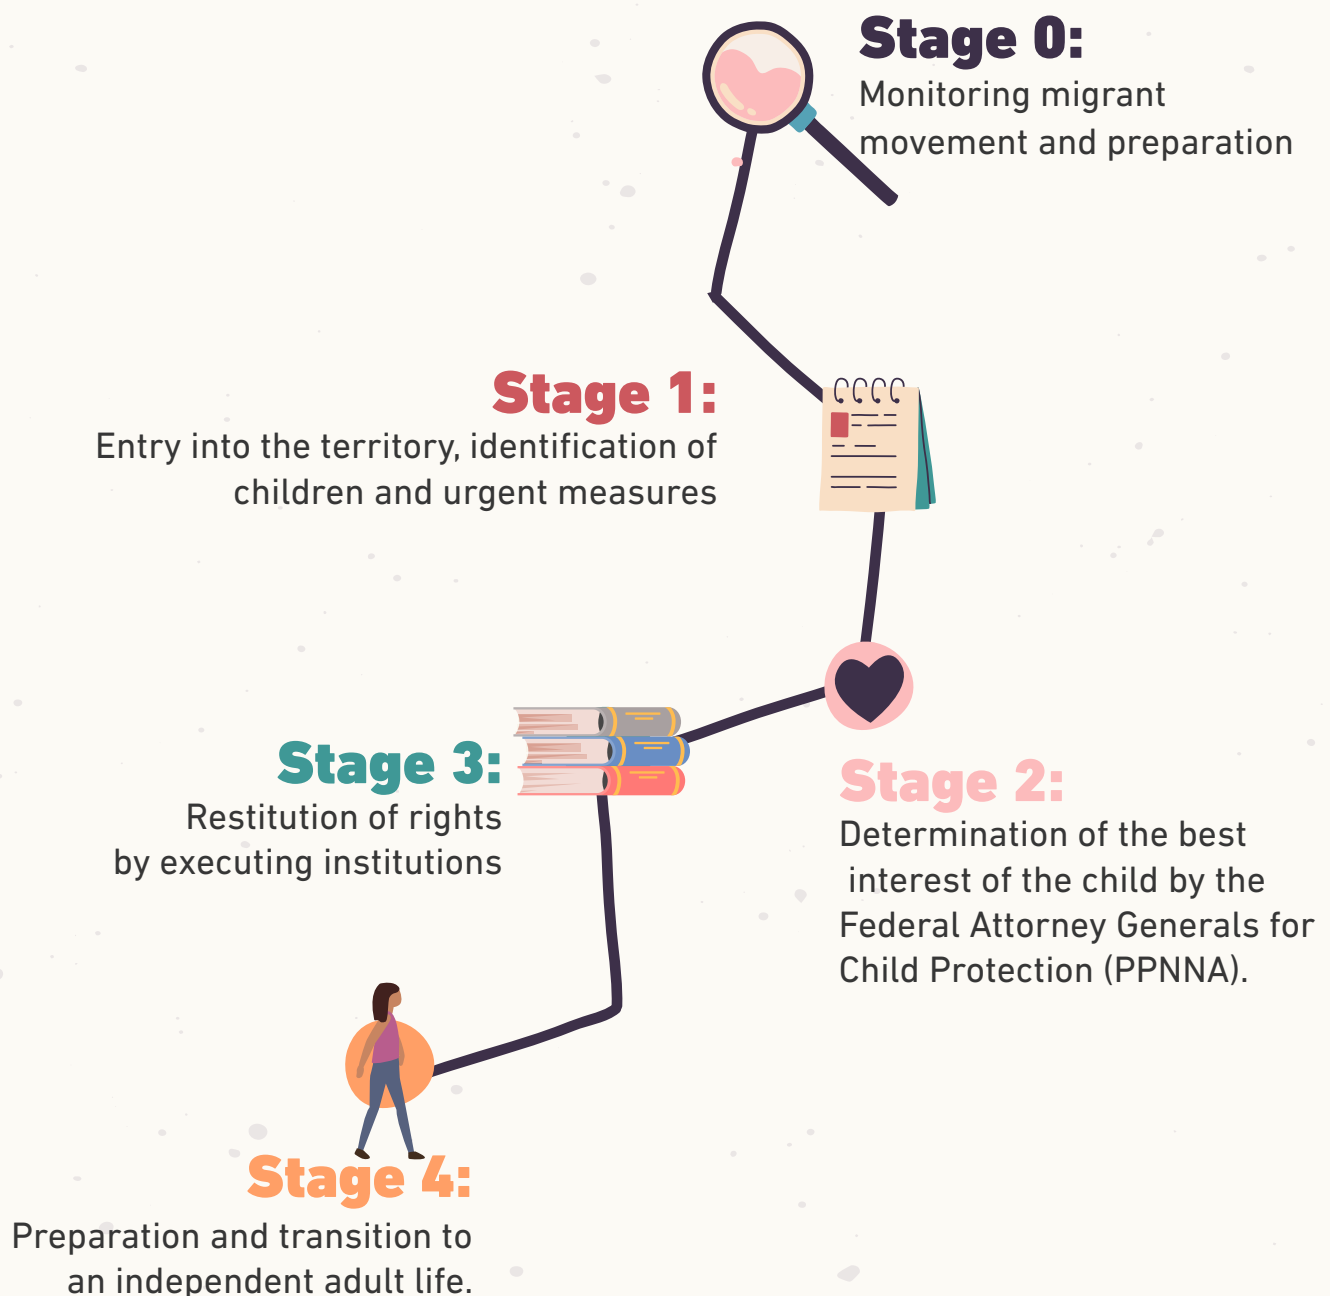 Stage 0:
Monitoring migrant
movement and preparation
Stage 1:
Entry into the territory, identification of
children and urgent measures
Stage 2:
Determination of the best
interest of the child by the
Federal Attorney Generals for
Child Protection (PPNNA).
Stage 3:
Restitution of rights
by executing institutions
Stage 4:
Preparation and transition to
an independent adult life.